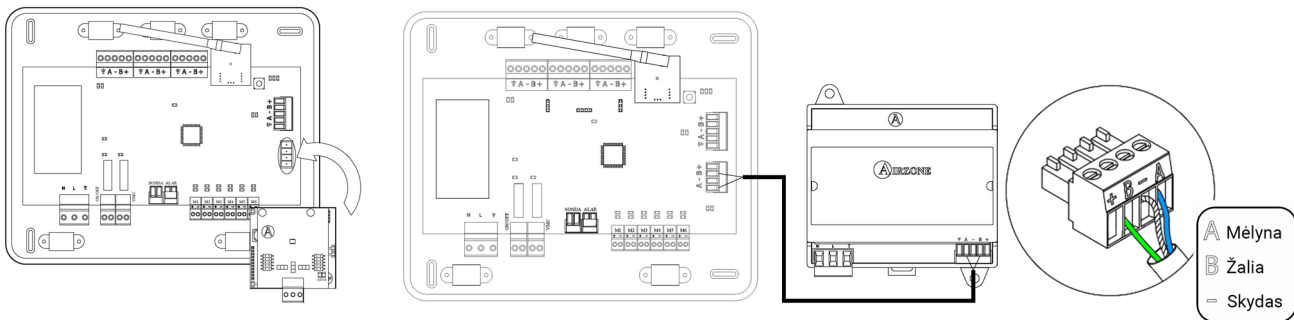 ⏚ A - B + ⏚ A - B + ⏚ A - B +
+
B
-
A
⏚
SONDA ALAR
N L ⏚
ON/OFF
VMC
M1 M2 M3 M4 M5 M6
A
⏚ A - B + ⏚ A - B + ⏚ A - B +
+
B
-
A
⏚
+
B
-
A
SONDA ALAR
N L ⏚
ON/OFF
VMC
M1 M2 M3 M4 M5 M6
A
AIRZONE
N L ⏚
⏚ A - B +
+ B - A
A Mėlyna
B Žalia
- Skydas